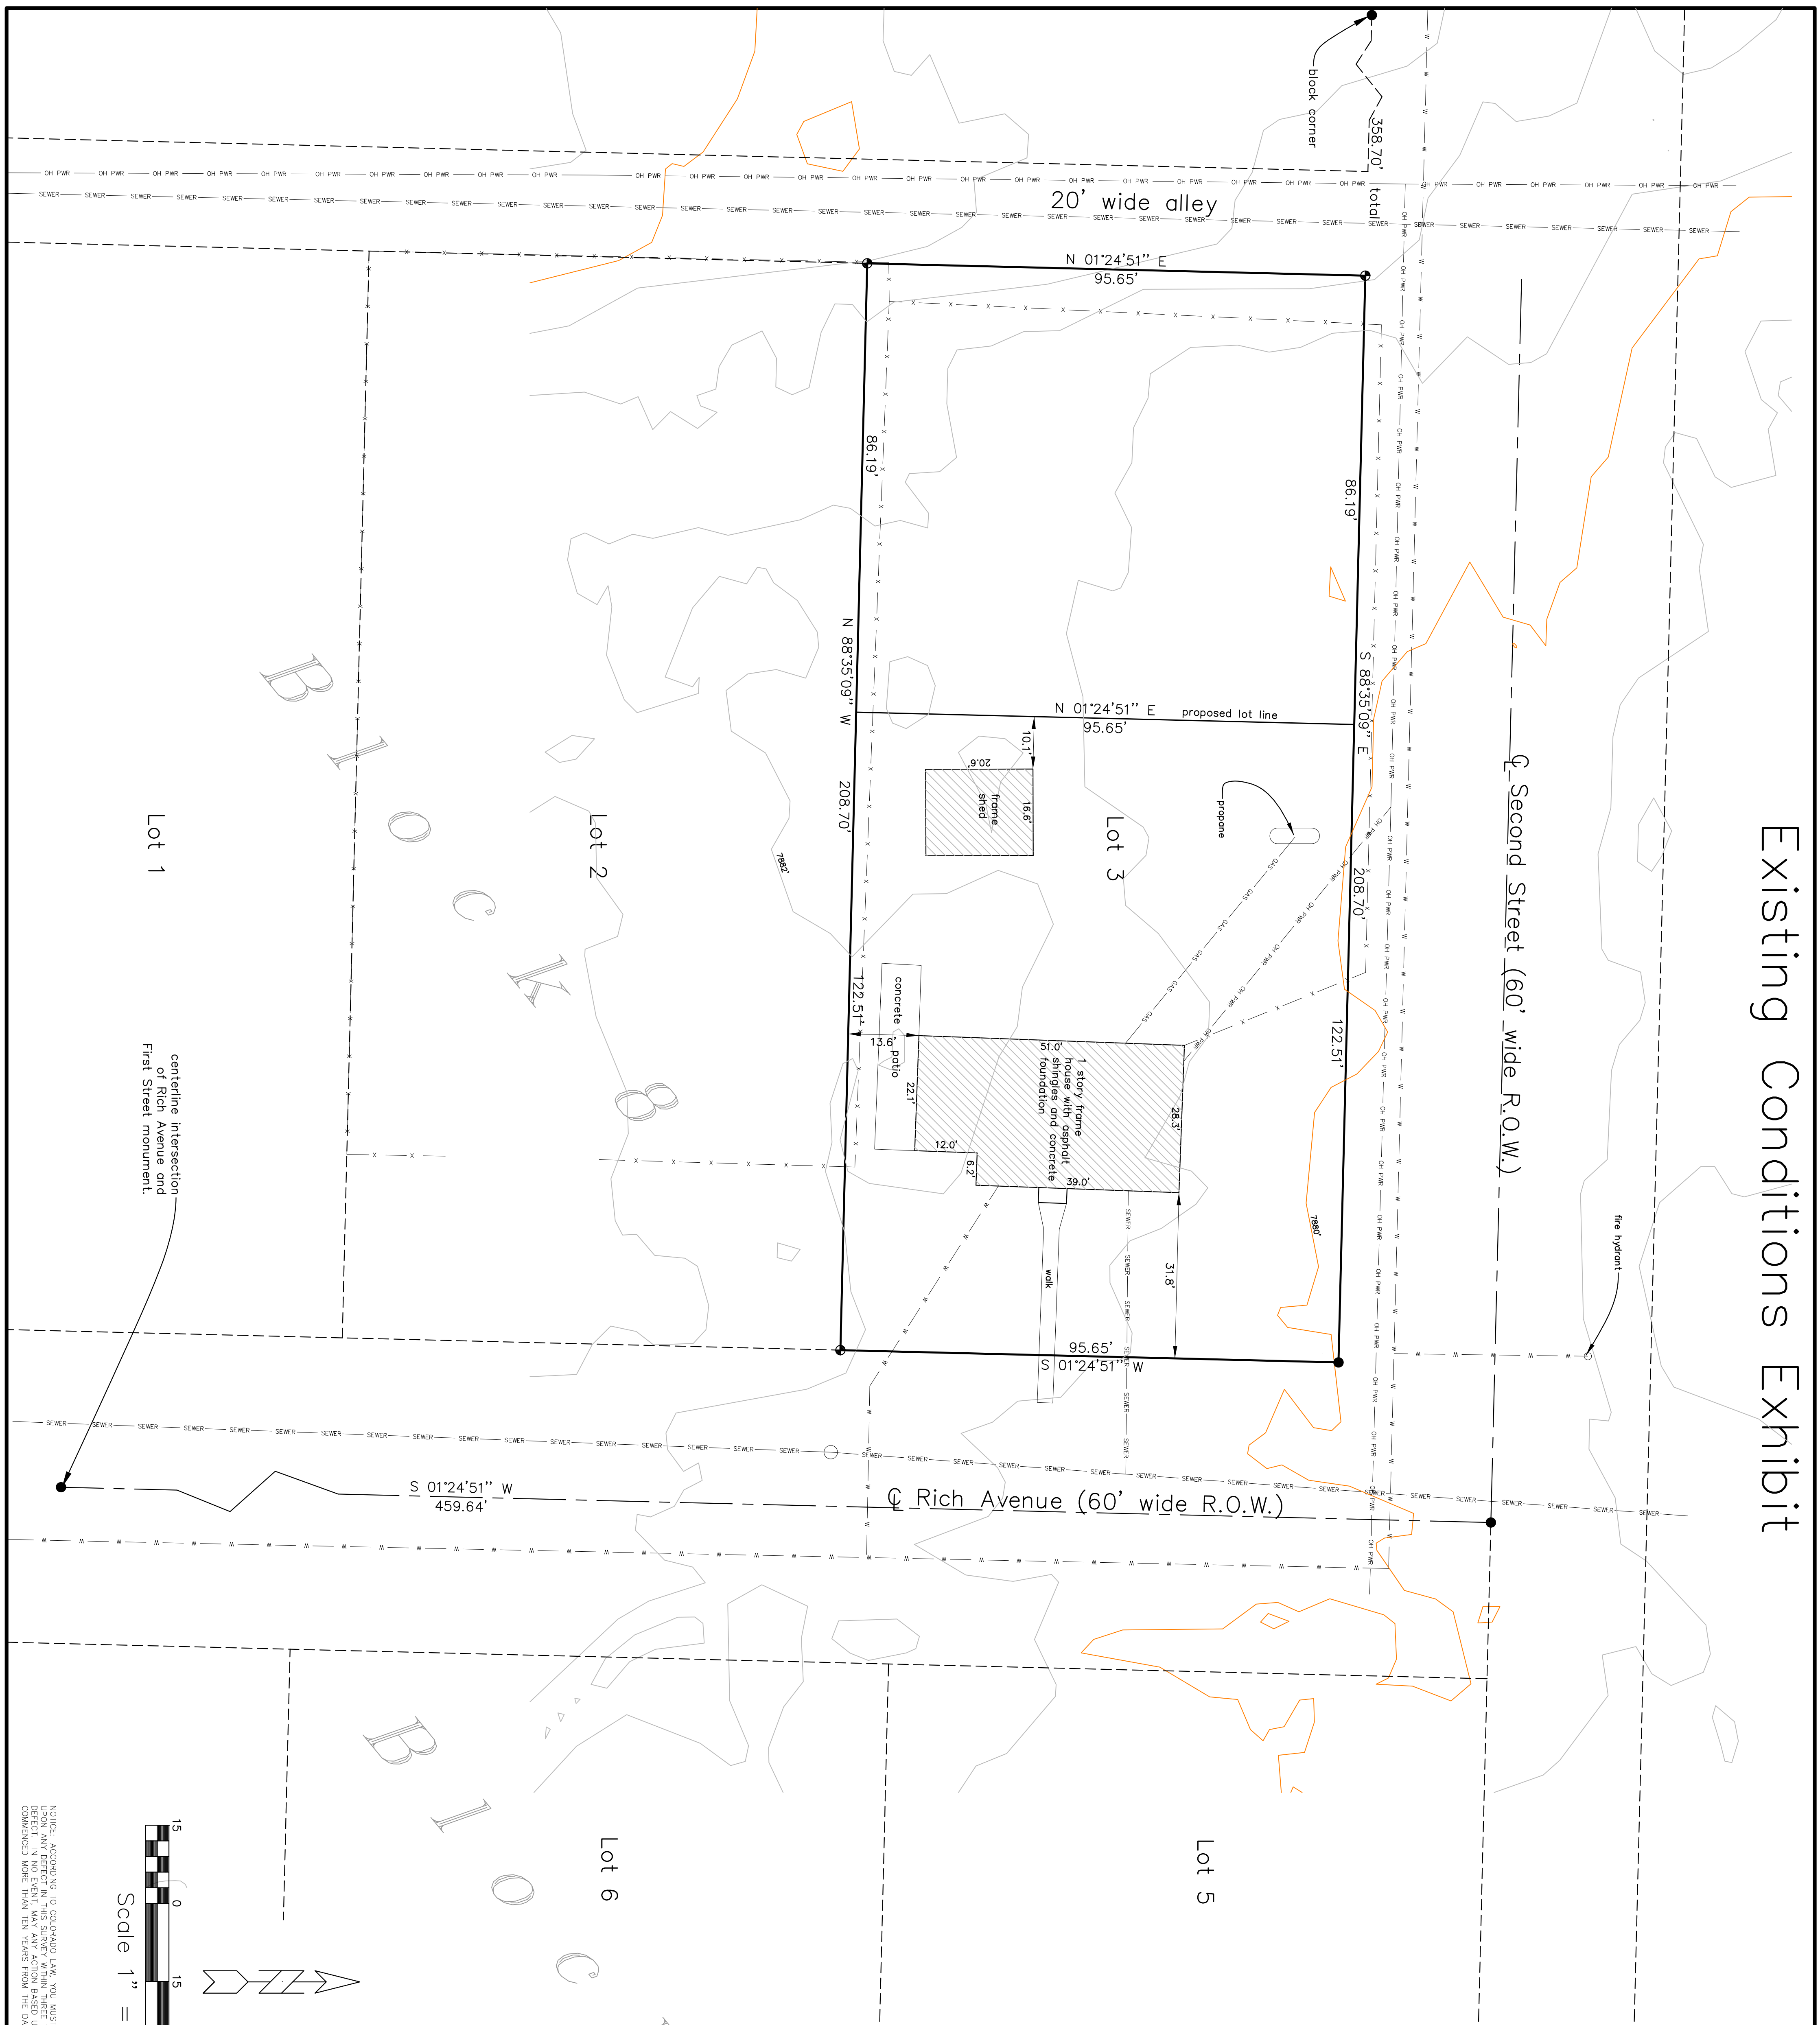 Existing Conditions Exhibit
block corner
358.70' total
20' wide alley
OH PWR
SEWER
W
X
N 01°24'51" E
95.65'
86.19'
86.19'
N 88°35'09" W
208.70'
S 88°35'09" E
208.70'
N 01°24'51" E
95.65'
proposed lot line
10.1'
20.6'
16.6'
frame
shed
propane
GAS
Lot 3
Lot 2
Lot 1
7882'
Block 8
₵ Second Street (60' wide R.O.W.)
122.51'
122.51'
concrete
patio
13.6'
51.0'
22.1'
1 story frame
house with asphalt
shingles and concrete
foundation
28.3'
12.0'
6.2'
39.0'
31.8'
walk
7880'
fire hydrant
95.65'
S 01°24'51" W
centerline intersection
of Rich Avenue and
First Street monument.
S 01°24'51" W
459.64'
₵ Rich Avenue (60' wide R.O.W.)
Lot 5
Lot 6
Bloc
15 0 15
Scale 1" =
N
NOTICE: ACCORDING TO COLORADO LAW, YOU MUST
UPON ANY DEFECT IN THIS SURVEY WITHIN THREE
DEFECT. IN NO EVENT, MAY ANY ACTION BASED U
COMMENCED MORE THAN TEN YEARS FROM THE DA